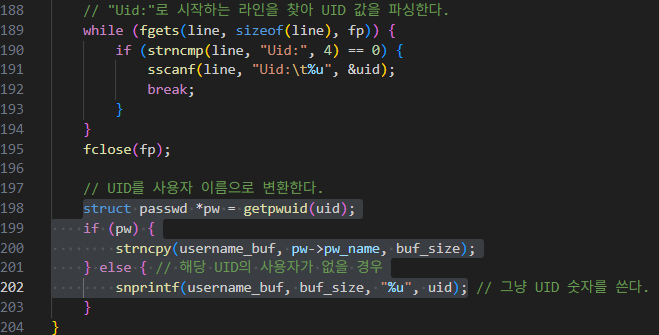 188 // "Uid:"로 시작하는 라인을 찾아 UID 값을 파싱한다.
189 while (fgets(line, sizeof(line), fp)) {
190 if (strncmp(line, "Uid:", 4) == 0) {
191 sscanf(line, "Uid:\t%u", &uid);
192 break;
193 }
194 }
195 fclose(fp);
196
197 // UID를 사용자 이름으로 변환한다.
198 struct passwd *pw = getpwuid(uid);
199 if (pw) {
200 strncpy(username_buf, pw->pw_name, buf_size);
201 } else { // 해당 UID의 사용자가 없을 경우
202 snprintf(username_buf, buf_size, "%u", uid); // 그냥 UID 숫자를 쓴다.
203 }
204 }